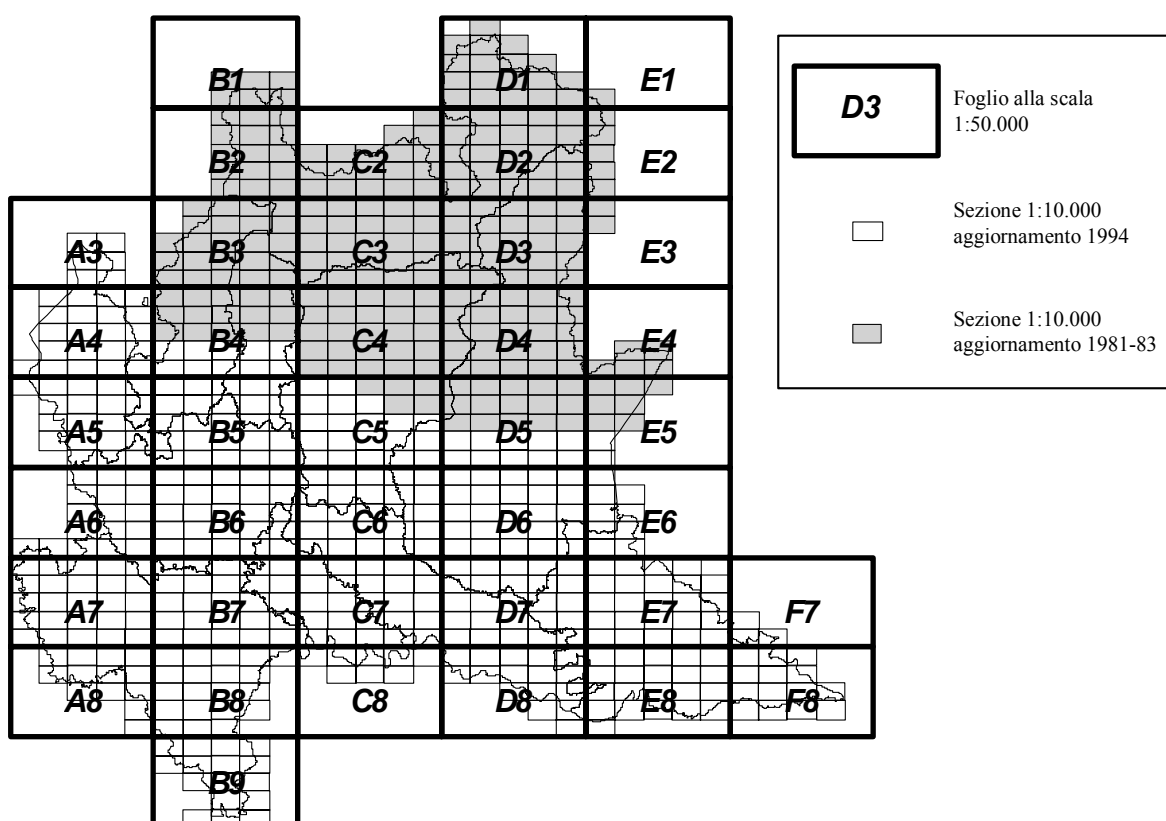 B1 D1 E1
B2 C2 D2 E2
A3 B3 C3 D3 E3
A4 B4 C4 D4 E4
A5 B5 C5 D5 E5
A6 B6 C6 D6 E6
A7 B7 C7 D7 E7 F7
A8 B8 C8 D8 E8 F8
B9
D3
Foglio alla scala
1:50.000
Sezione 1:10.000
aggiornamento 1994
Sezione 1:10.000
aggiornamento 1981-83